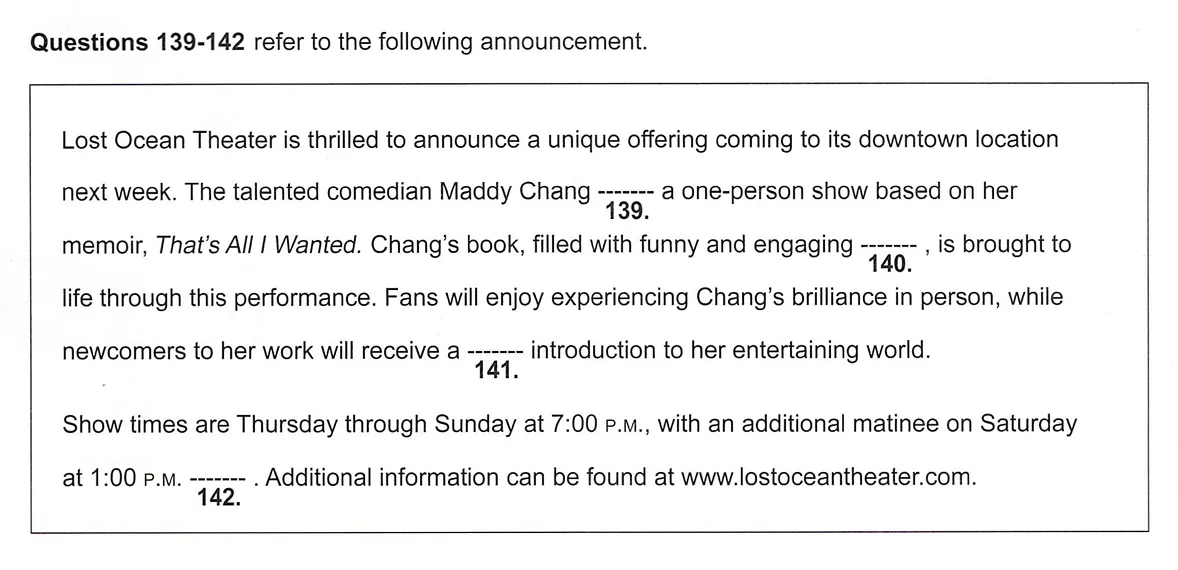 Questions 139-142 refer to the following announcement.
Lost Ocean Theater is thrilled to announce a unique offering coming to its downtown location
next week. The talented comedian Maddy Chang ------- a one-person show based on her
139.
memoir, That's All I Wanted. Chang's book, filled with funny and engaging ------- , is brought to
140.
life through this performance. Fans will enjoy experiencing Chang's brilliance in person, while
newcomers to her work will receive a ------- introduction to her entertaining world.
141.
Show times are Thursday through Sunday at 7:00 P.M., with an additional matinee on Saturday
at 1:00 P.M. ------- . Additional information can be found at www.lostoceantheater.com.
142.